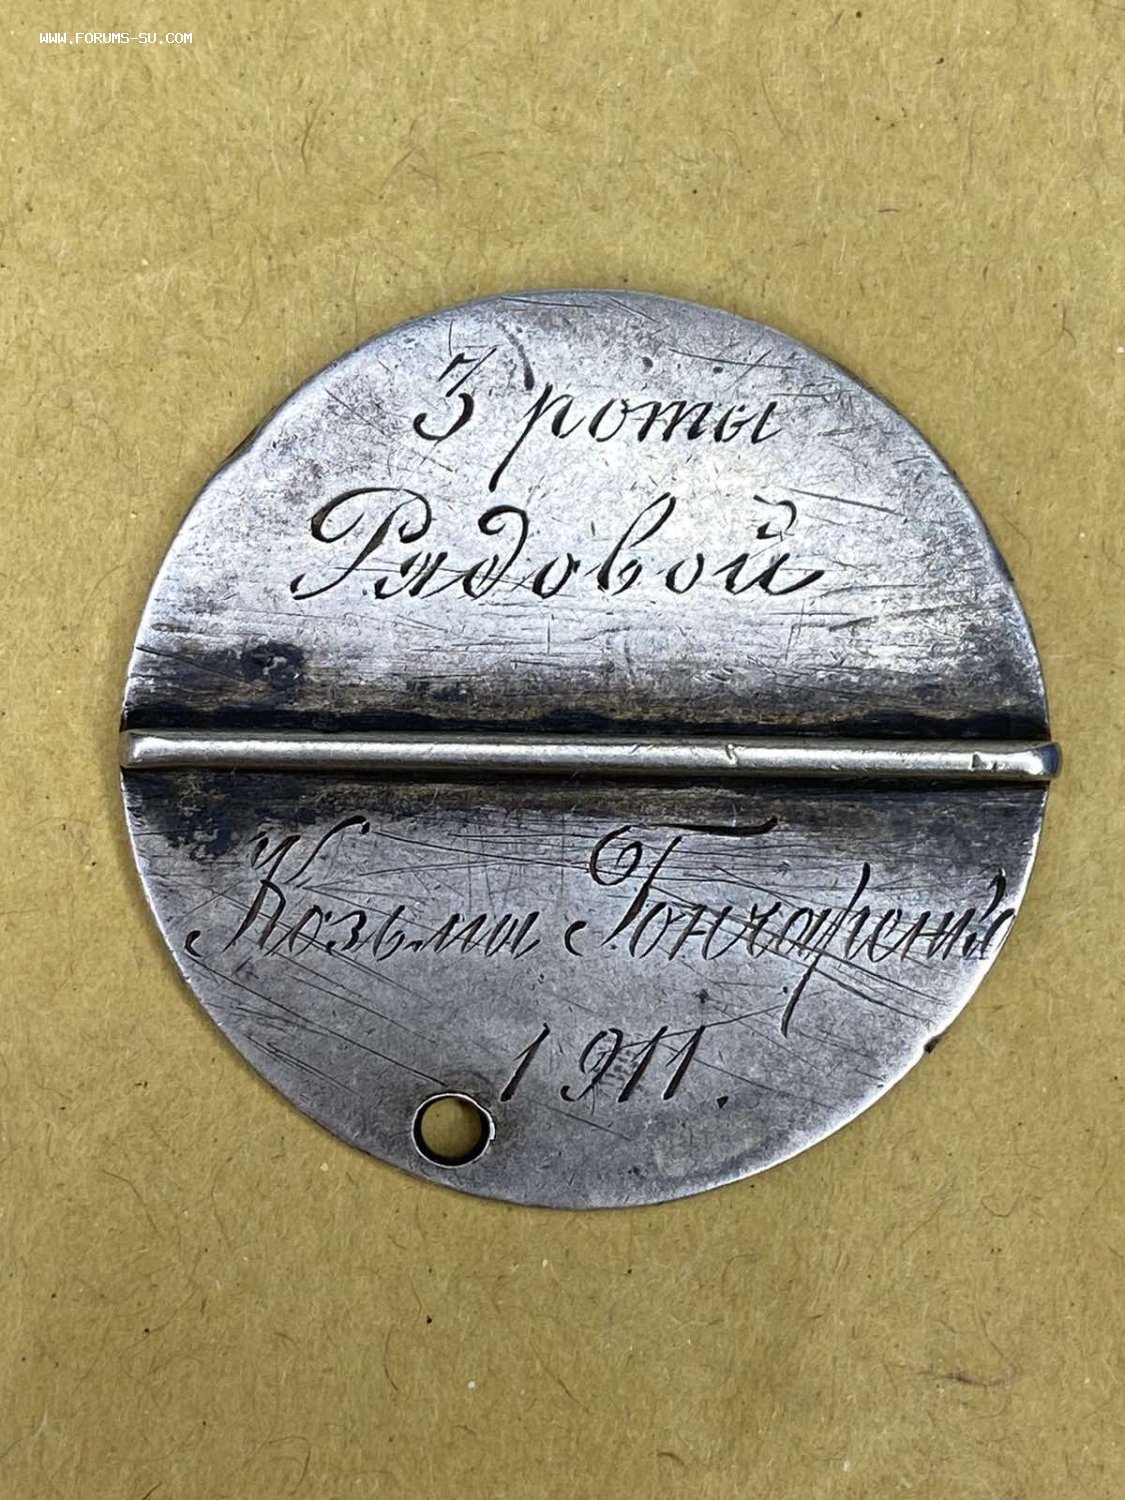 WWW.FORUMS-SU.COM
3 роты
Рядовой
Козьма Гончаренко
1911.